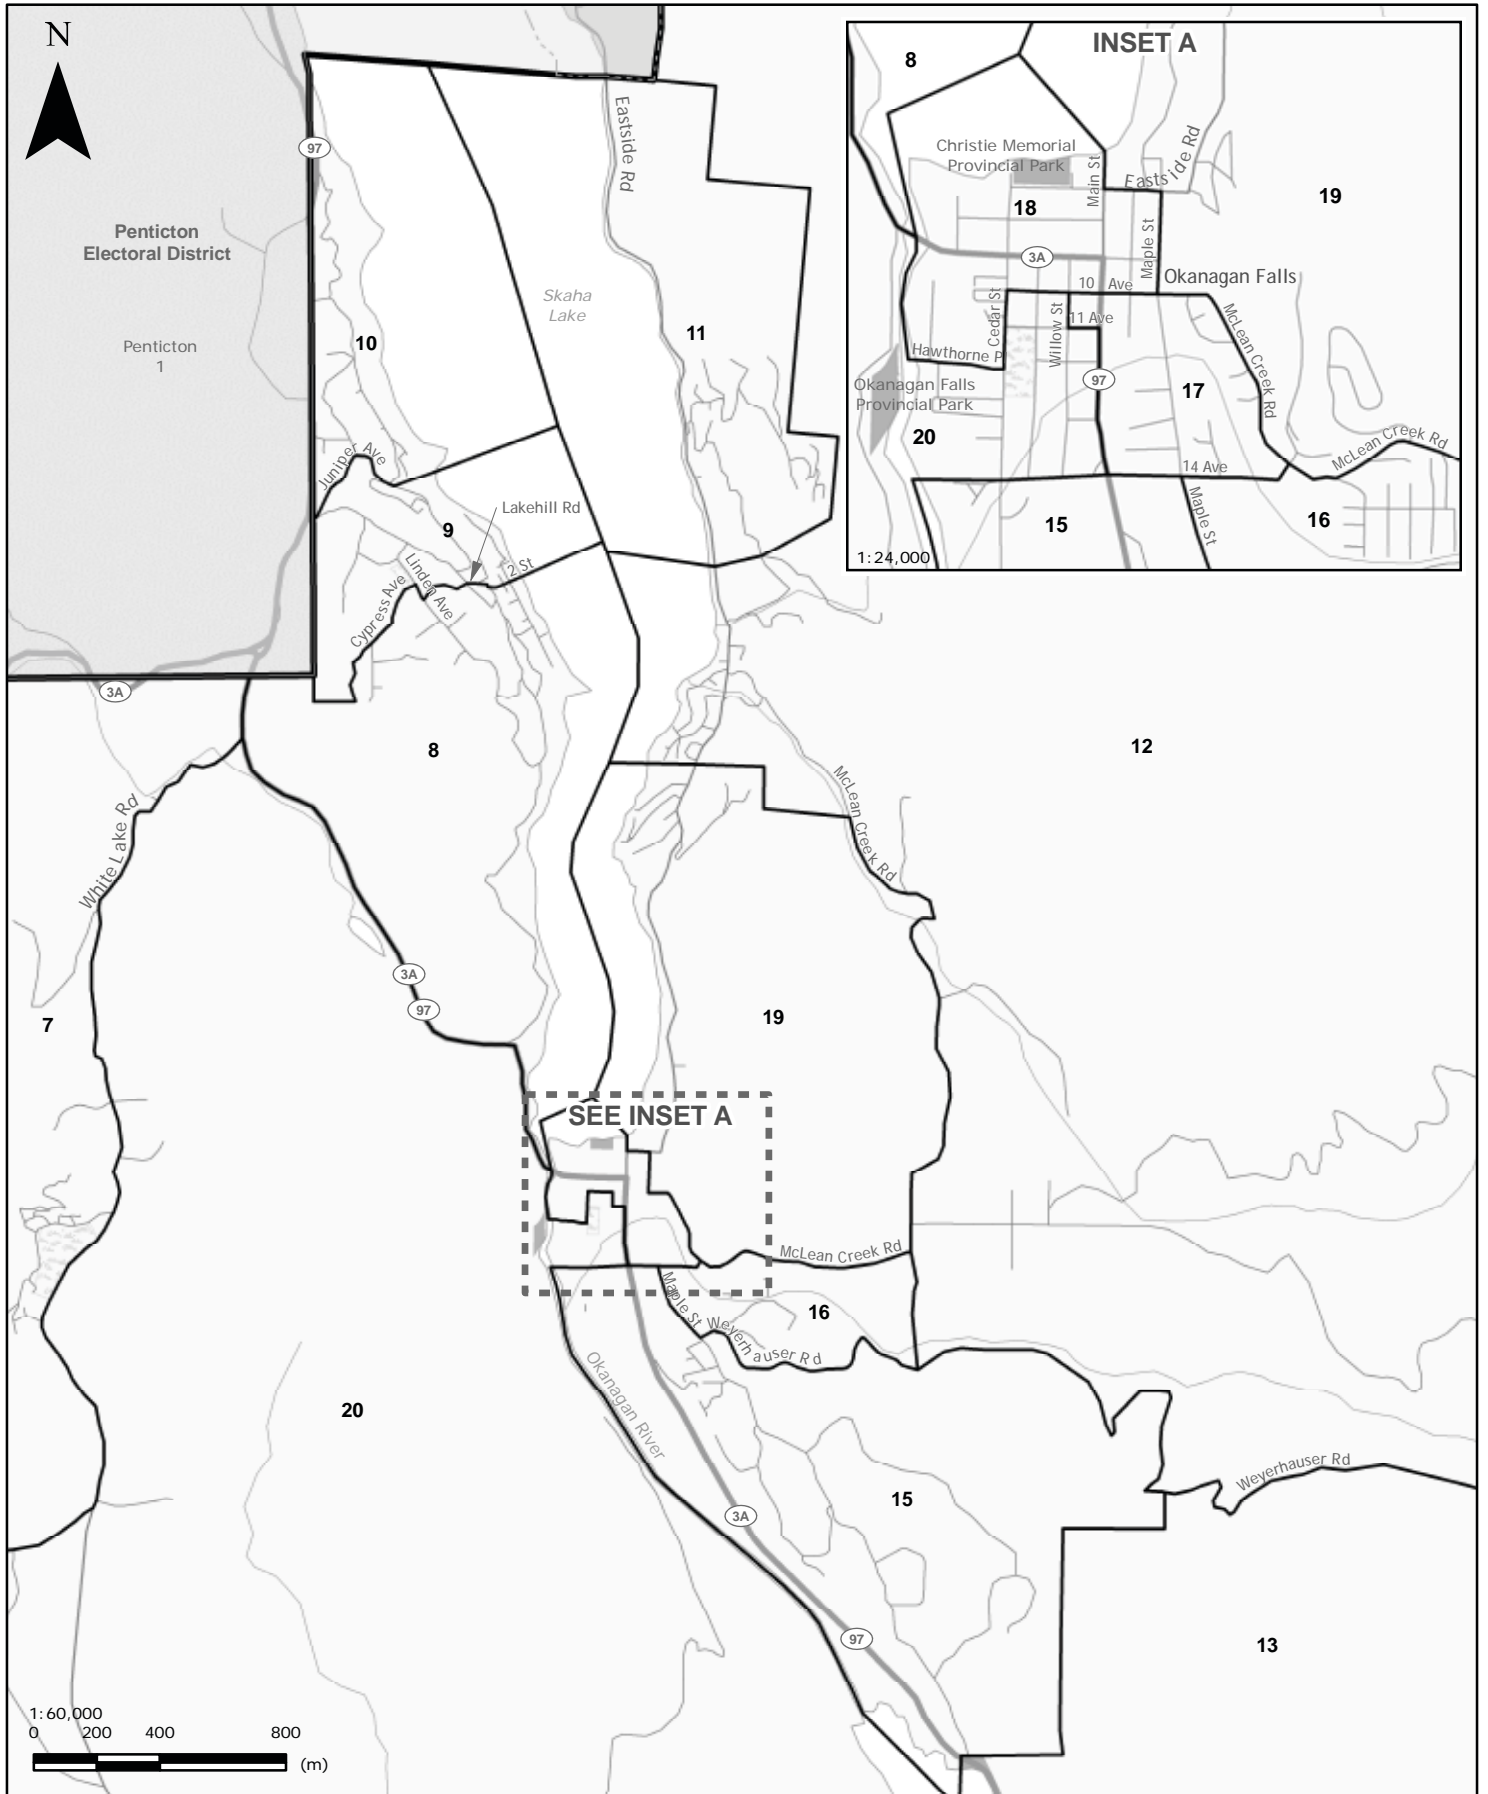 N
INSET A
8
Christie Memorial
Provincial Park
Main St
Eastside Rd
19
18
3A
Maple St
Okanagan Falls
10 Ave
11 Ave
Cedar St
Willow St
McLean Creek Rd
Hawthorne P
97
Okanagan Falls
Provincial Park
17
20
McLean Creek Rd
14 Ave
Maple St
15
16
1:24,000
Eastside Rd
97
Penticton
Electoral District
Skaha
Lake
Penticton
1
10
11
Juniper Ave
9
Lakehill Rd
2 St
Linden Ave
Cypress Ave
3A
8
12
White Lake Rd
McLean Creek Rd
3A
97
7
19
SEE INSET A
McLean Creek Rd
Maple St
16
Weyerhauser Rd
Okanagan River
20
Weyerhauser Rd
15
3A
97
13
1:60,000
0 200 400 800
(m)